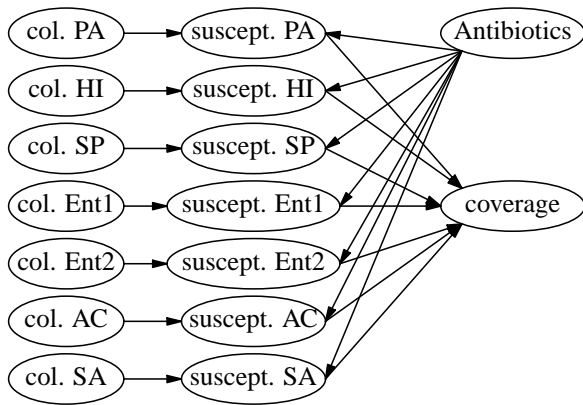 col. PA suscept. PA Antibiotics
col. HI suscept. HI
col. SP suscept. SP
col. Ent1 suscept. Ent1 coverage
col. Ent2 suscept. Ent2
col. AC suscept. AC
col. SA suscept. SA